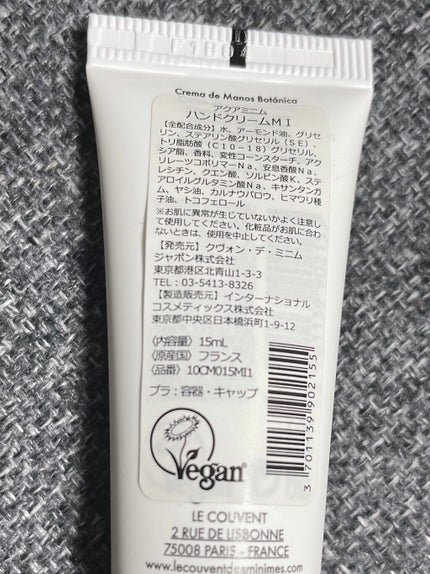 P1B04
Crema de Manos Botánica
アクアミニム
ハンドクリームMI
【全配合成分】水、アーモンド油、グリセ
リン、ステアリン酸グリセリル(SE)、
トリ脂肪酸(C10-18)グリセリル、
シア脂、香料、変性コーンスターチ、アク
リレーツコポリマーNa、安息香酸Na、
レシチン、クエン酸、ソルビン酸K、ステ
アロイルグルタミン酸Na、キサンタンガ
ム、ヤシ油、カルナウバロウ、ヒマワリ種
子油、トコフェロール
※お肌に異常が生じていないかよく注意し
て使用してください。化粧品がお肌に合わ
ないときは、使用を中止してください。
【発売元】クヴォン・デ・ミニム
ジャポン株式会社
東京都港区北青山1-3-3
TEL:03-5413-8326
【製造販売元】インターナショナル
コスメティックス株式会社
東京都中央区日本橋浜町1-9-12
〈内容量〉15mL
〈原産国〉フランス
〈品番〉10CM015MI1
プラ:容器・キャップ
Vegan
3 701139 902155
LE COUVENT
2 RUE DE LISBONNE
75008 PARIS - FRANCE
www.lecouventdesminimes.com